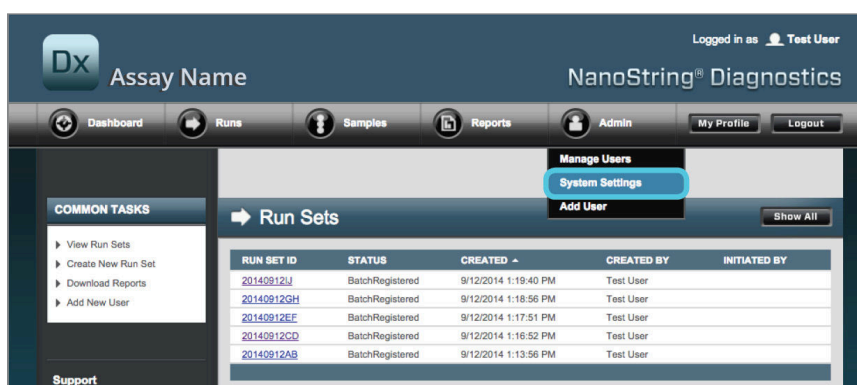 Logged in as Test User
Dx Assay Name
NanoString® Diagnostics
Dashboard Runs Samples Reports Admin My Profile Logout
Manage Users
System Settings
Add User
COMMON TASKS
View Run Sets
Create New Run Set
Download Reports
Add New User
Support
Run Sets
Show All
RUN SET ID STATUS CREATED CREATED BY INITIATED BY
20140912IJ BatchRegistered 9/12/2014 1:19:40 PM Test User
20140912GH BatchRegistered 9/12/2014 1:18:56 PM Test User
20140912EF BatchRegistered 9/12/2014 1:17:51 PM Test User
20140912CD BatchRegistered 9/12/2014 1:16:52 PM Test User
20140912AB BatchRegistered 9/12/2014 1:13:56 PM Test User